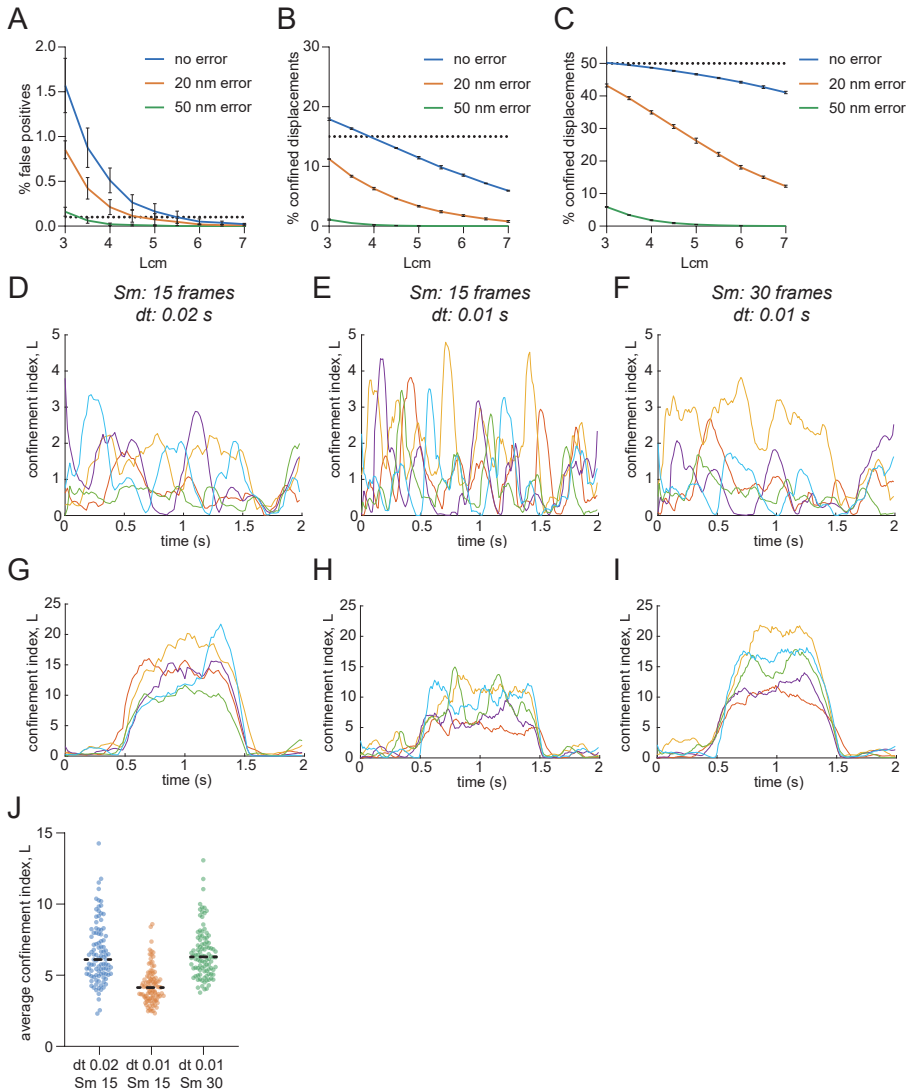 A
% false positives
2.0
1.5
1.0
0.5
0.0
3 4 5 6 7
Lcm
no error
20 nm error
50 nm error
B
% confined displacements
30
20
10
0
3 4 5 6 7
Lcm
no error
20 nm error
50 nm error
C
% confined displacements
50
40
30
20
10
0
3 4 5 6 7
Lcm
no error
20 nm error
50 nm error
D
Sm: 15 frames
dt: 0.02 s
confinement index, L
5
4
3
2
1
0
0 0.5 1 1.5 2
time (s)
E
Sm: 15 frames
dt: 0.01 s
confinement index, L
5
4
3
2
1
0
0 0.5 1 1.5 2
time (s)
F
Sm: 30 frames
dt: 0.01 s
confinement index, L
5
4
3
2
1
0
0 0.5 1 1.5 2
time (s)
G
confinement index, L
25
20
15
10
5
0
0 0.5 1 1.5 2
time (s)
H
confinement index, L
25
20
15
10
5
0
0 0.5 1 1.5 2
time (s)
I
confinement index, L
25
20
15
10
5
0
0 0.5 1 1.5 2
time (s)
J
average confinement index, L
15
10
5
0
dt 0.02 dt 0.01 dt 0.01
Sm 15 Sm 15 Sm 30